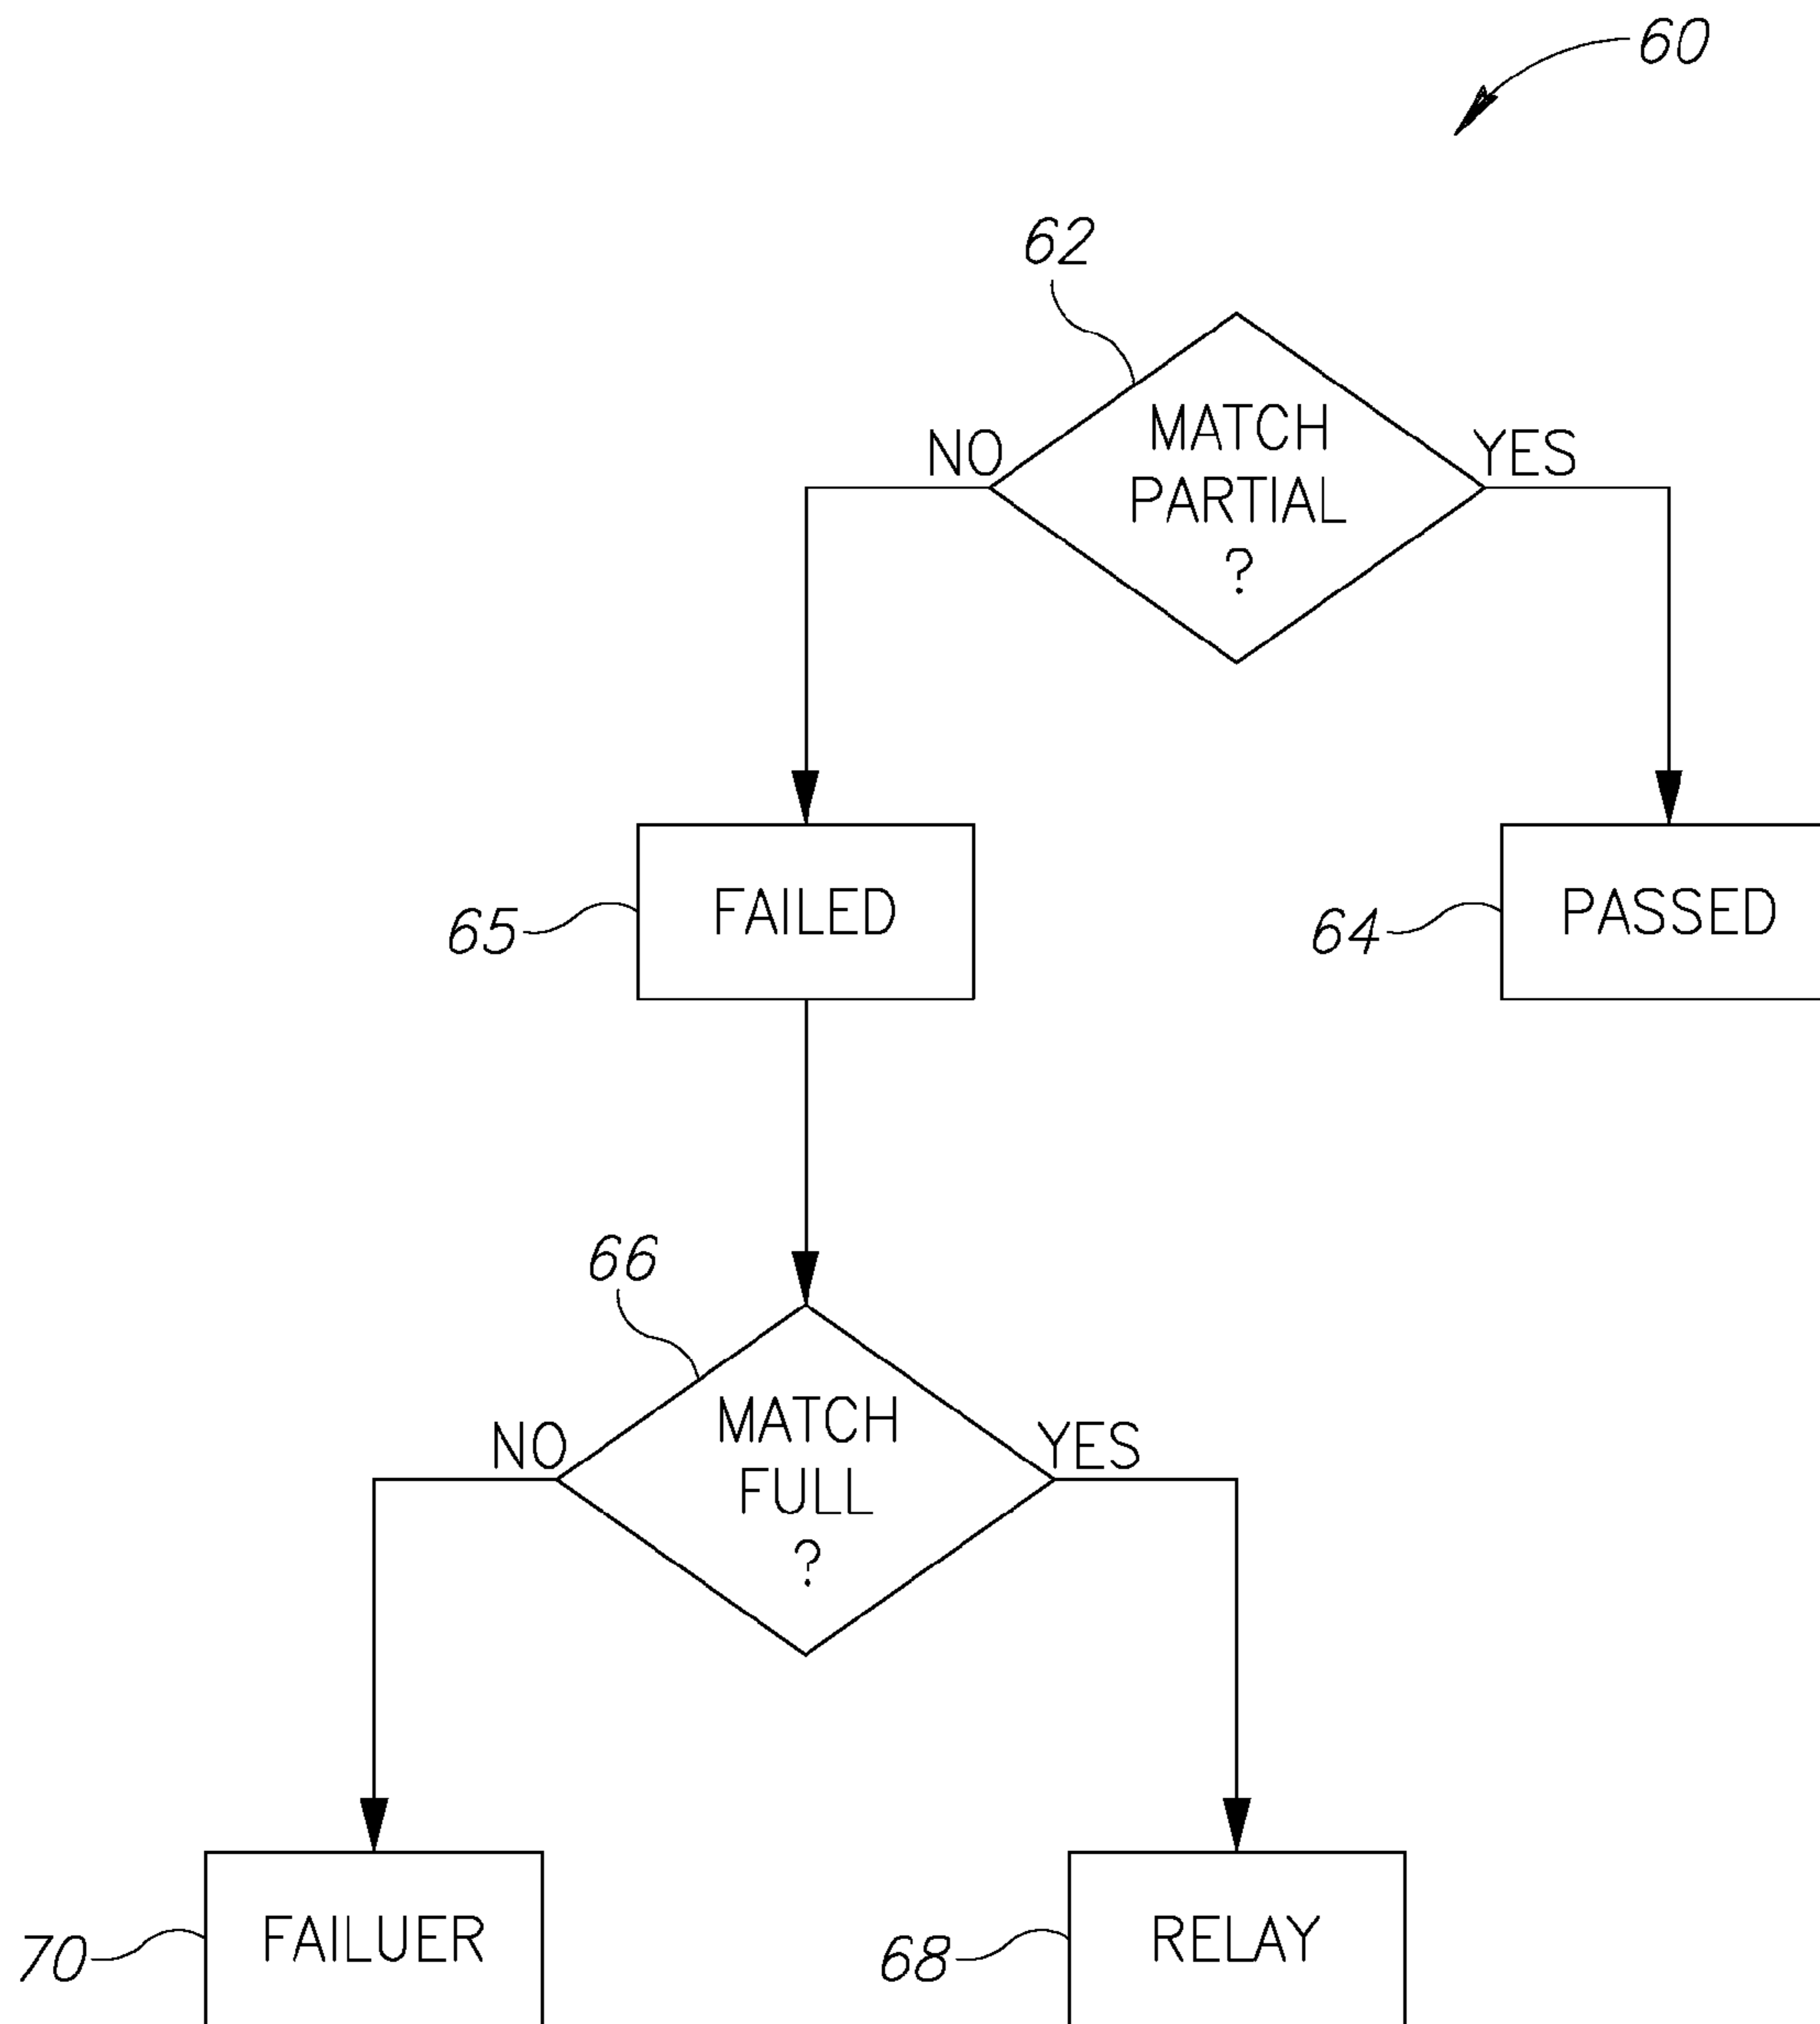 60
62
NO
MATCH
PARTIAL
?
YES
65
FAILED
64
PASSED
66
NO
MATCH
FULL
?
YES
70
FAILUER
68
RELAY